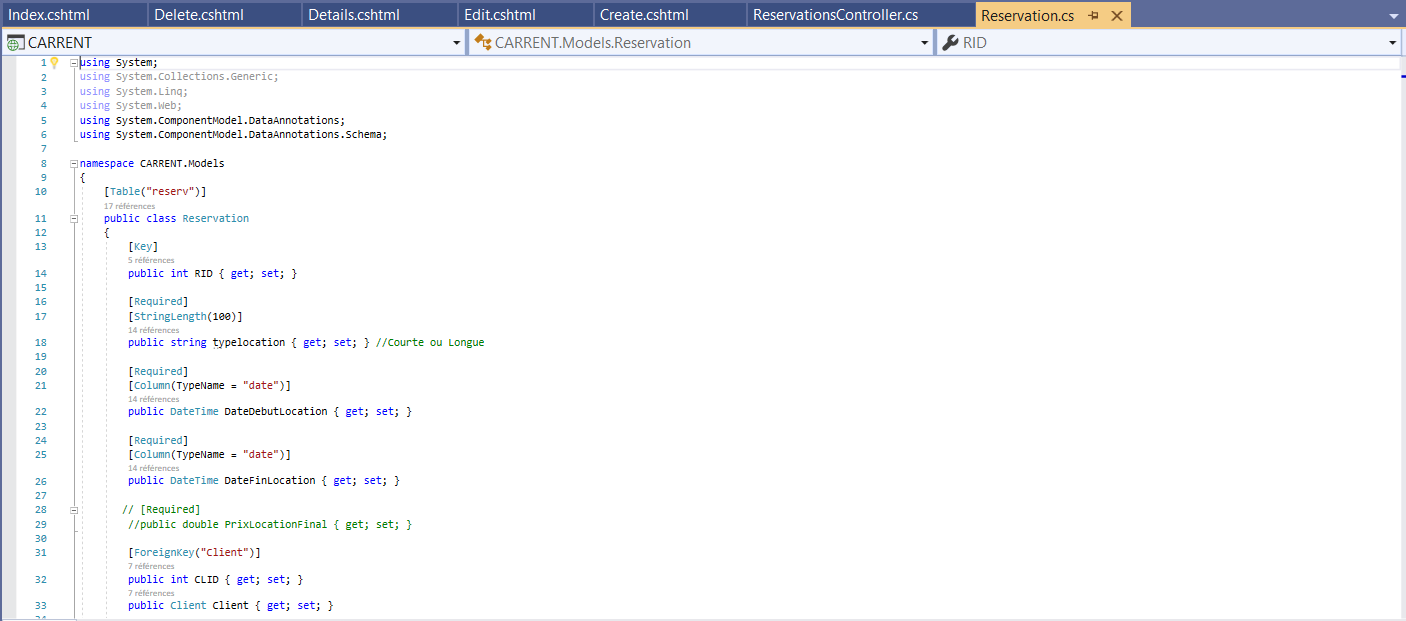 Index.cshtml Delete.cshtml Details.cshtml Edit.cshtml Create.cshtml ReservationsController.cs Reservation.cs
CARRENT CARRENT.Models.Reservation RID
1 using System;
2 using System.Collections.Generic;
3 using System.Linq;
4 using System.Web;
5 using System.ComponentModel.DataAnnotations;
6 using System.ComponentModel.DataAnnotations.Schema;
7
8 namespace CARRENT.Models
9 {
10 [Table("reserv")]
17 références
11 public class Reservation
12 {
13 [Key]
5 références
14 public int RID { get; set; }
15
16 [Required]
17 [StringLength(100)]
14 références
18 public string typelocation { get; set; } //Courte ou Longue
19
20 [Required]
21 [Column(TypeName = "date")]
14 références
22 public DateTime DateDebutLocation { get; set; }
23
24 [Required]
25 [Column(TypeName = "date")]
14 références
26 public DateTime DateFinLocation { get; set; }
27
28 // [Required]
29 //public double PrixLocationFinal { get; set; }
30
31 [ForeignKey("Client")]
7 références
32 public int CLID { get; set; }
7 références
33 public Client Client { get; set; }